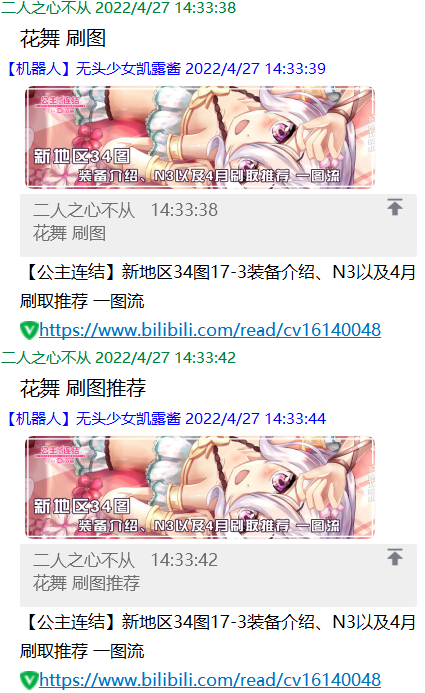 二人之心不从 2022/4/27 14:33:38
花舞 刷图
【机器人】无头少女凯露酱 2022/4/27 14:33:39
公主连结
新地区34图
装备介绍、N3以及4月刷取推荐 一图流
二人之心不从 14:33:38
花舞 刷图
【公主连结】新地区34图17-3装备介绍、N3以及4月
刷取推荐 一图流
https://www.bilibili.com/read/cv16140048
二人之心不从 2022/4/27 14:33:42
花舞 刷图推荐
【机器人】无头少女凯露酱 2022/4/27 14:33:44
公主连结
新地区34图
装备介绍、N3以及4月刷取推荐 一图流
二人之心不从 14:33:42
花舞 刷图推荐
【公主连结】新地区34图17-3装备介绍、N3以及4月
刷取推荐 一图流
https://www.bilibili.com/read/cv16140048